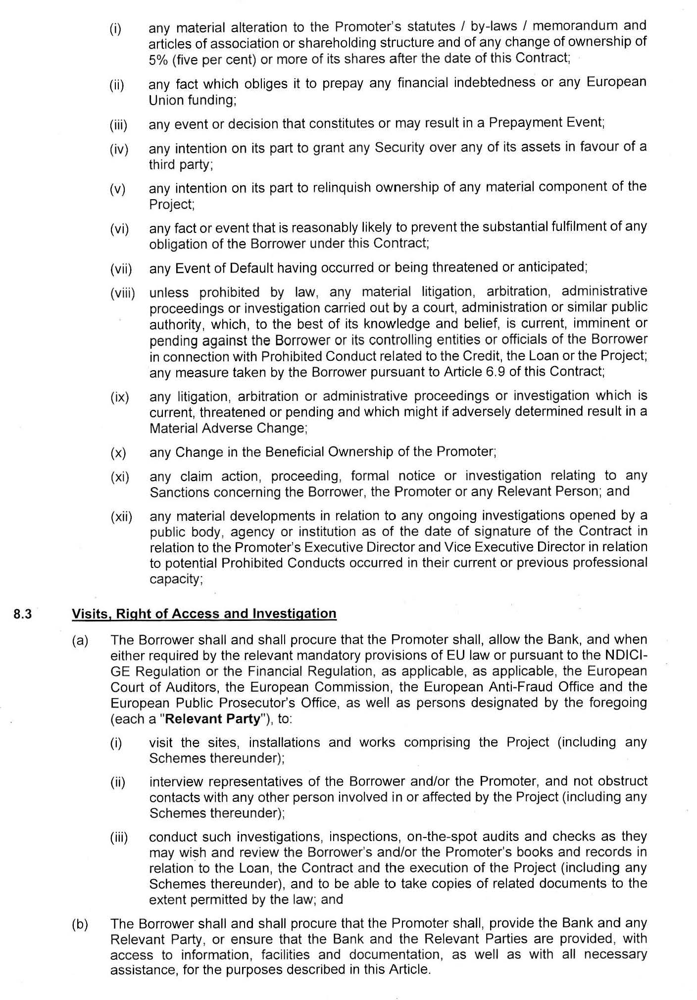 (i) any material alteration to the Promoter's statutes / by-laws / memorandum and
articles of association or shareholding structure and of any change of ownership of
5% (five per cent) or more of its shares after the date of this Contract;
(ii) any fact which obliges it to prepay any financial indebtedness or any European
Union funding;
(iii) any event or decision that constitutes or may result in a Prepayment Event;
(iv) any intention on its part to grant any Security over any of its assets in favour of a
third party;
(v) any intention on its part to relinquish ownership of any material component of the
Project;
(vi) any fact or event that is reasonably likely to prevent the substantial fulfilment of any
obligation of the Borrower under this Contract;
(vii) any Event of Default having occurred or being threatened or anticipated;
(viii) unless prohibited by law, any material litigation, arbitration, administrative
proceedings or investigation carried out by a court, administration or similar public
authority, which, to the best of its knowledge and belief, is current, imminent or
pending against the Borrower or its controlling entities or officials of the Borrower
in connection with Prohibited Conduct related to the Credit, the Loan or the Project;
any measure taken by the Borrower pursuant to Article 6.9 of this Contract;
(ix) any litigation, arbitration or administrative proceedings or investigation which is
current, threatened or pending and which might if adversely determined result in a
Material Adverse Change;
(x) any Change in the Beneficial Ownership of the Promoter;
(xi) any claim action, proceeding, formal notice or investigation relating to any
Sanctions concerning the Borrower, the Promoter or any Relevant Person; and
(xii) any material developments in relation to any ongoing investigations opened by a
public body, agency or institution as of the date of signature of the Contract in
relation to the Promoter's Executive Director and Vice Executive Director in relation
to potential Prohibited Conducts occurred in their current or previous professional
capacity;
8.3 Visits, Right of Access and Investigation
(a) The Borrower shall and shall procure that the Promoter shall, allow the Bank, and when
either required by the relevant mandatory provisions of EU law or pursuant to the NDICI-
GE Regulation or the Financial Regulation, as applicable, as applicable, the European
Court of Auditors, the European Commission, the European Anti-Fraud Office and the
European Public Prosecutor's Office, as well as persons designated by the foregoing
(each a "Relevant Party"), to:
(i) visit the sites, installations and works comprising the Project (including any
Schemes thereunder);
(ii) interview representatives of the Borrower and/or the Promoter, and not obstruct
contacts with any other person involved in or affected by the Project (including any
Schemes thereunder);
(iii) conduct such investigations, inspections, on-the-spot audits and checks as they
may wish and review the Borrower's and/or the Promoter's books and records in
relation to the Loan, the Contract and the execution of the Project (including any
Schemes thereunder), and to be able to take copies of related documents to the
extent permitted by the law; and
(b) The Borrower shall and shall procure that the Promoter shall, provide the Bank and any
Relevant Party, or ensure that the Bank and the Relevant Parties are provided, with
access to information, facilities and documentation, as well as with all necessary
assistance, for the purposes described in this Article.